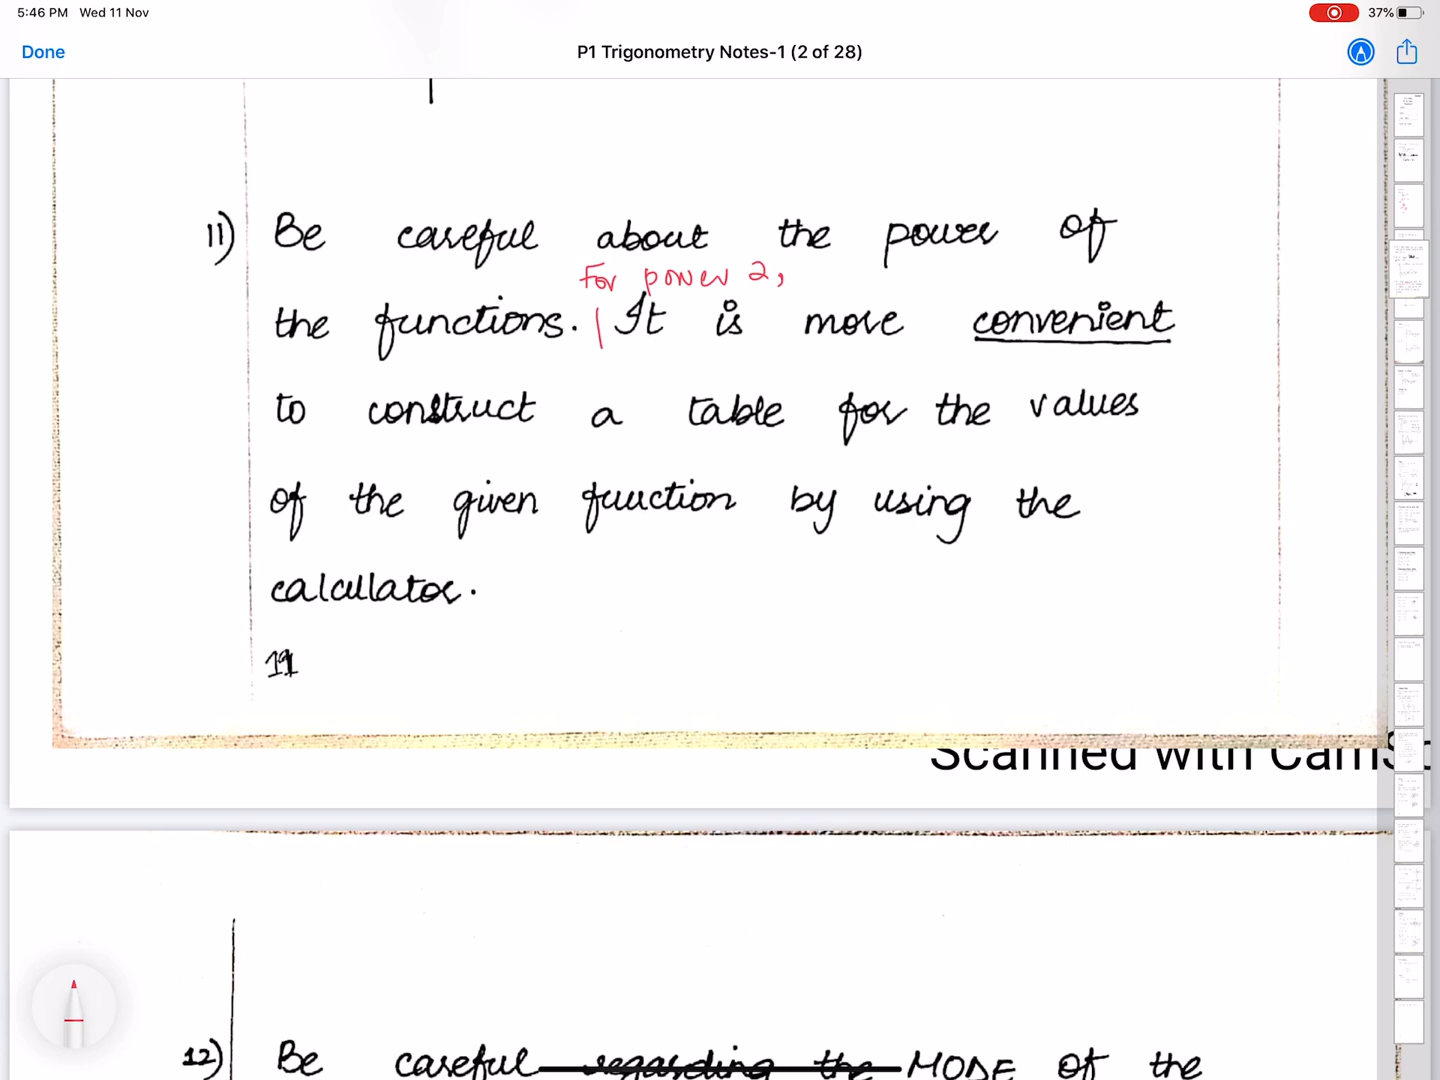 5:46 PM Wed 11 Nov
37%
Done
P1 Trigonometry Notes-1 (2 of 28)
11) Be careful about the power of
For power 2,
the functions. It is more convenient
to construct a table for the values
of the given function by using the
calculator.
11
Scanned with CamSc
12) Be careful regarding the MODE of the